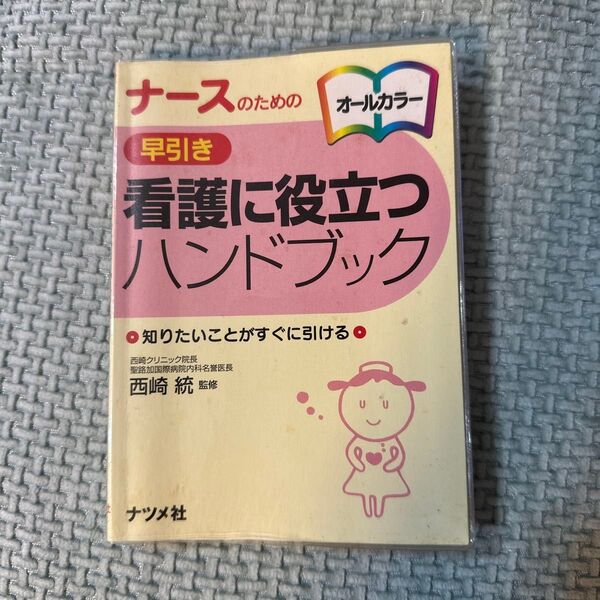 ナースのための
オールカラー
早引き
看護に役立つ
ハンドブック
知りたいことがすぐに引ける
西崎クリニック院長
聖路加国際病院内科名誉医長
西崎 統 監修
ナツメ社